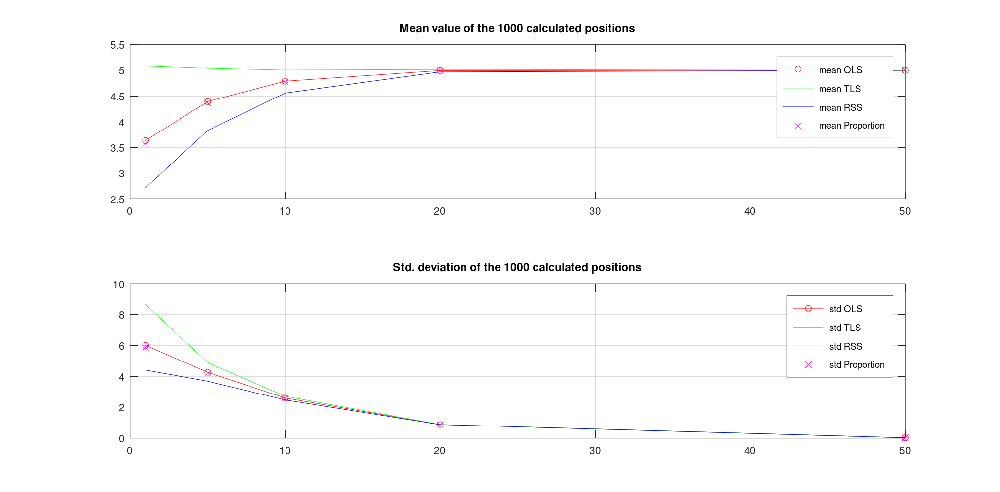 Mean value of the 1000 calculated positions
5.5
5
4.5
4
3.5
3
2.5
0 10 20 30 40 50
mean OLS
mean TLS
mean RSS
mean Proportion
Std. deviation of the 1000 calculated positions
10
8
6
4
2
0
0 10 20 30 40 50
std OLS
std TLS
std RSS
std Proportion